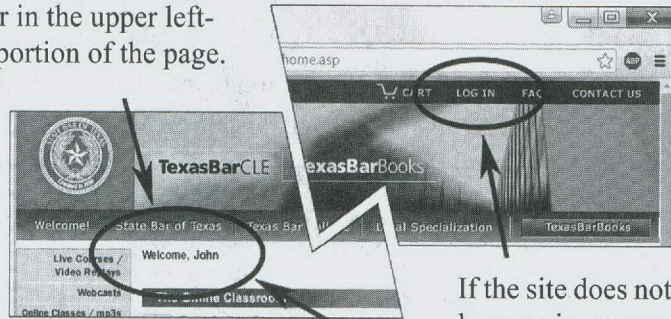 r in the upper left-
portion of the page.
home.asp
CART LOG IN FAQ CONTACT US
ABP
TexasBarCLE
TexasBarBooks
Welcome! State Bar of Texas Texas Bar
Legal Specialization TexasBarBooks
Live Courses /
Video Replays
Welcome, John
Webcasts
The Online Classroom
Online Classes / mp3s
If the site does not